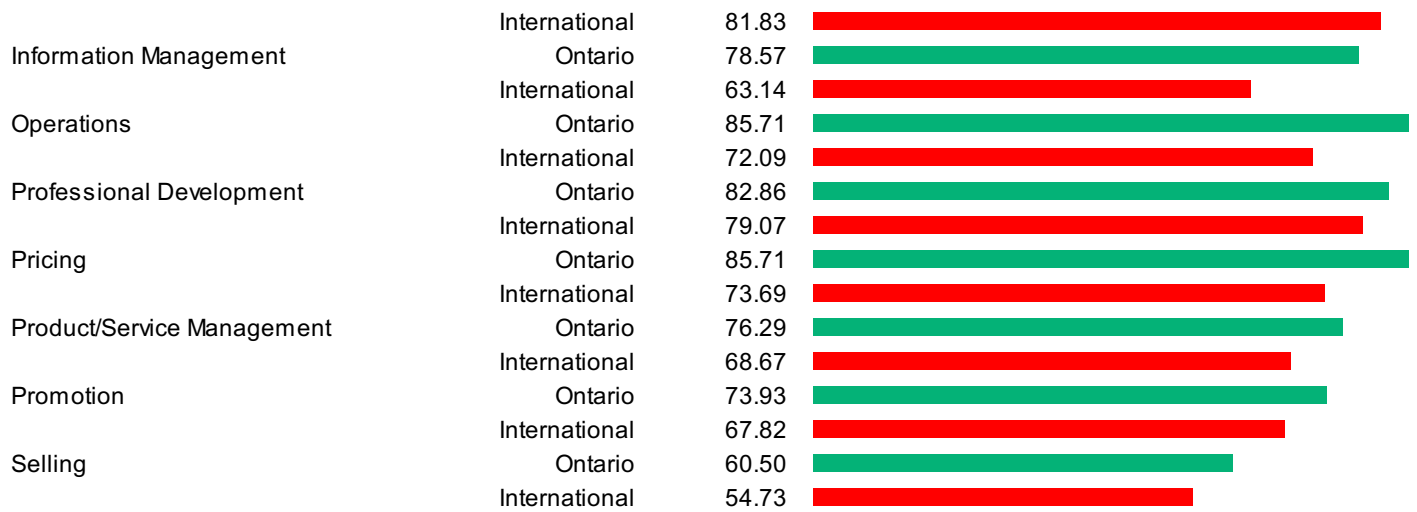 International 81.83
Information Management Ontario 78.57
International 63.14
Operations Ontario 85.71
International 72.09
Professional Development Ontario 82.86
International 79.07
Pricing Ontario 85.71
International 73.69
Product/Service Management Ontario 76.29
International 68.67
Promotion Ontario 73.93
International 67.82
Selling Ontario 60.50
International 54.73